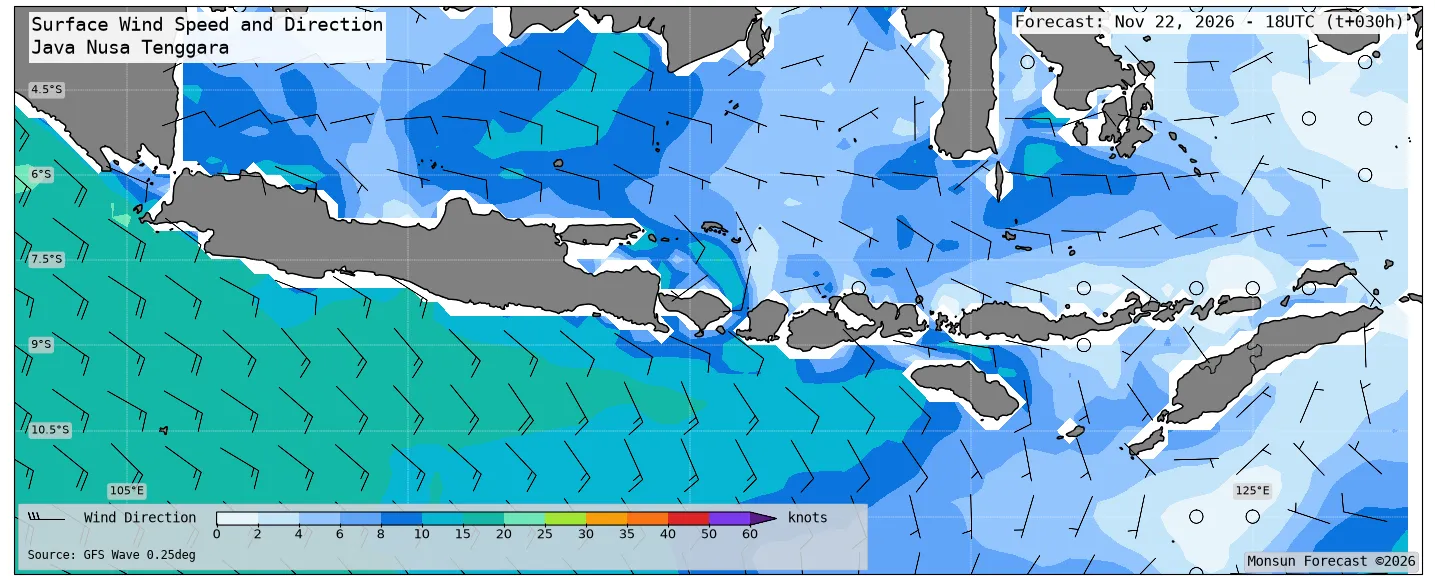 Surface Wind Speed and Direction
Java Nusa Tenggara
Forecast: Nov 22, 2026 - 18UTC (t+030h)
4.5°S
6°S
7.5°S
9°S
10.5°S
105°E
125°E
Wind Direction
0 2 4 6 8 10 15 20 25 30 35 40 50 60
knots
Source: GFS Wave 0.25deg
Monsun Forecast ©2026